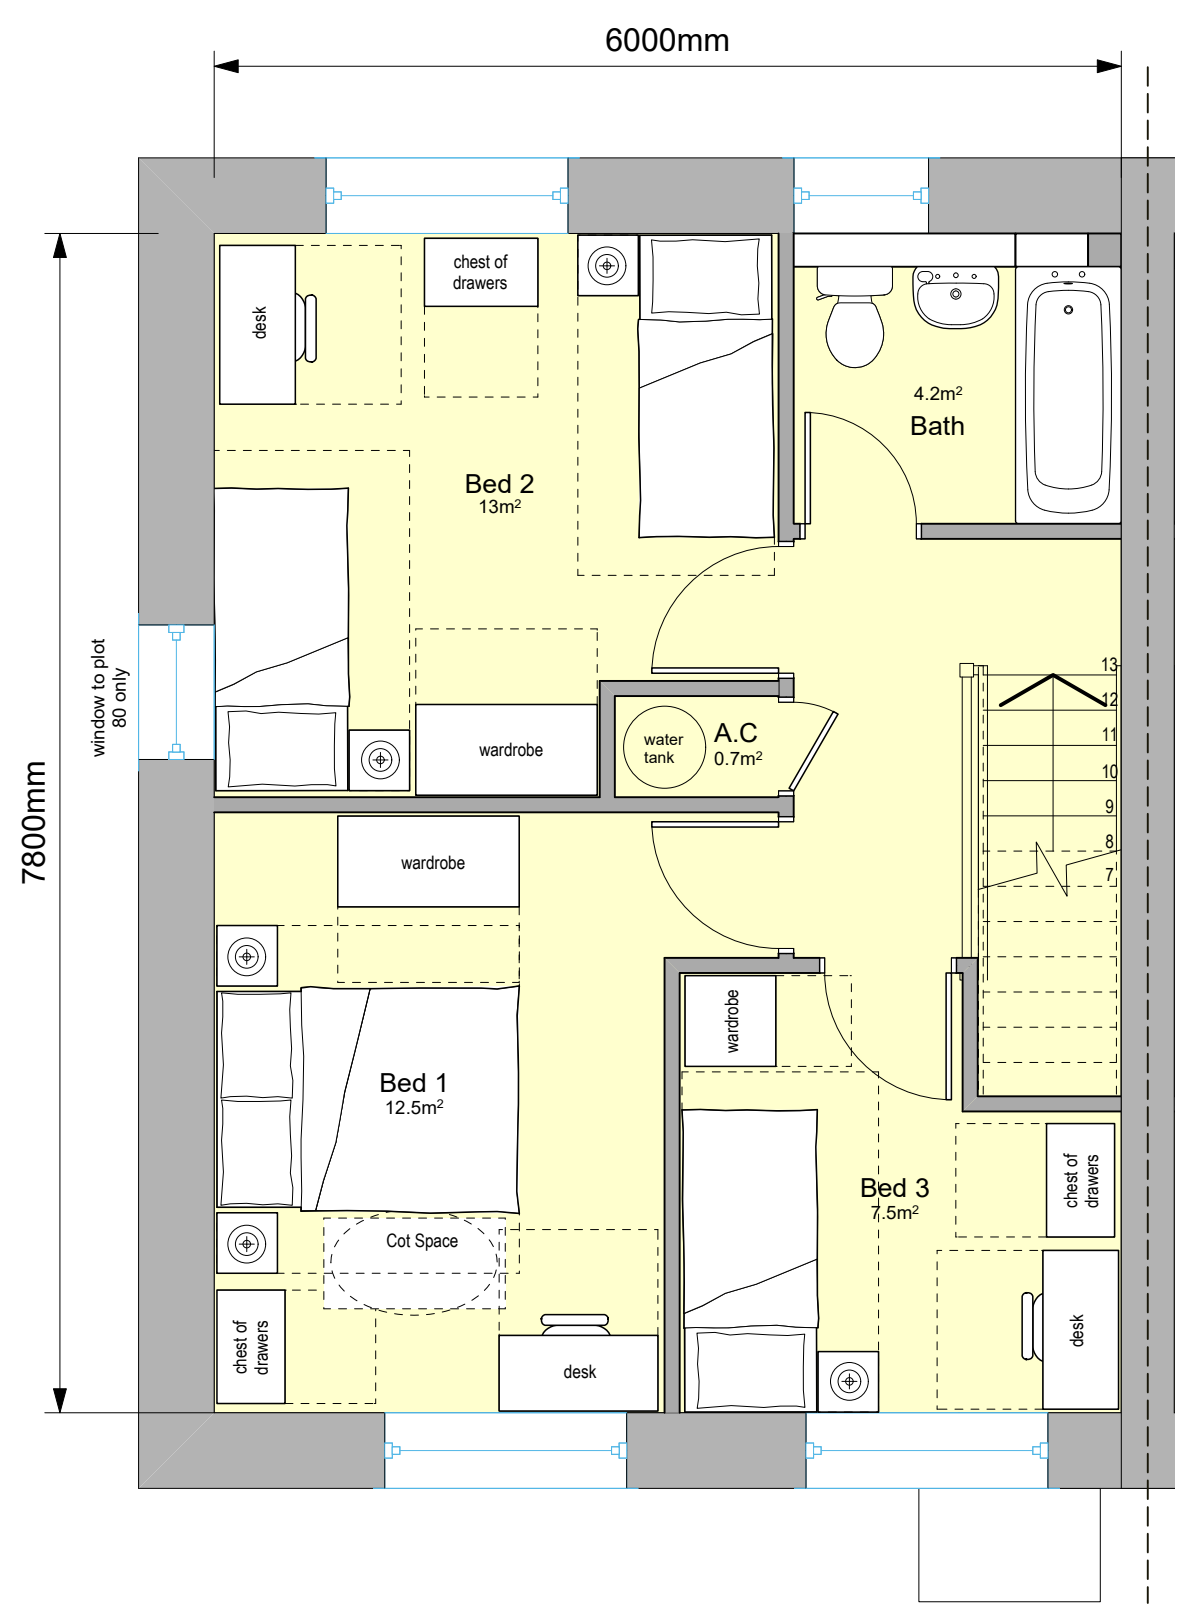 6000mm
7800mm
window to plot
80 only
desk
chest of
drawers
Bed 2
13m²
wardrobe
4.2m²
Bath
water
tank
A.C
0.7m²
13
12
11
10
9
8
7
wardrobe
Bed 1
12.5m²
Cot Space
chest of
drawers
desk
wardrobe
Bed 3
7.5m²
chest of
drawers
desk